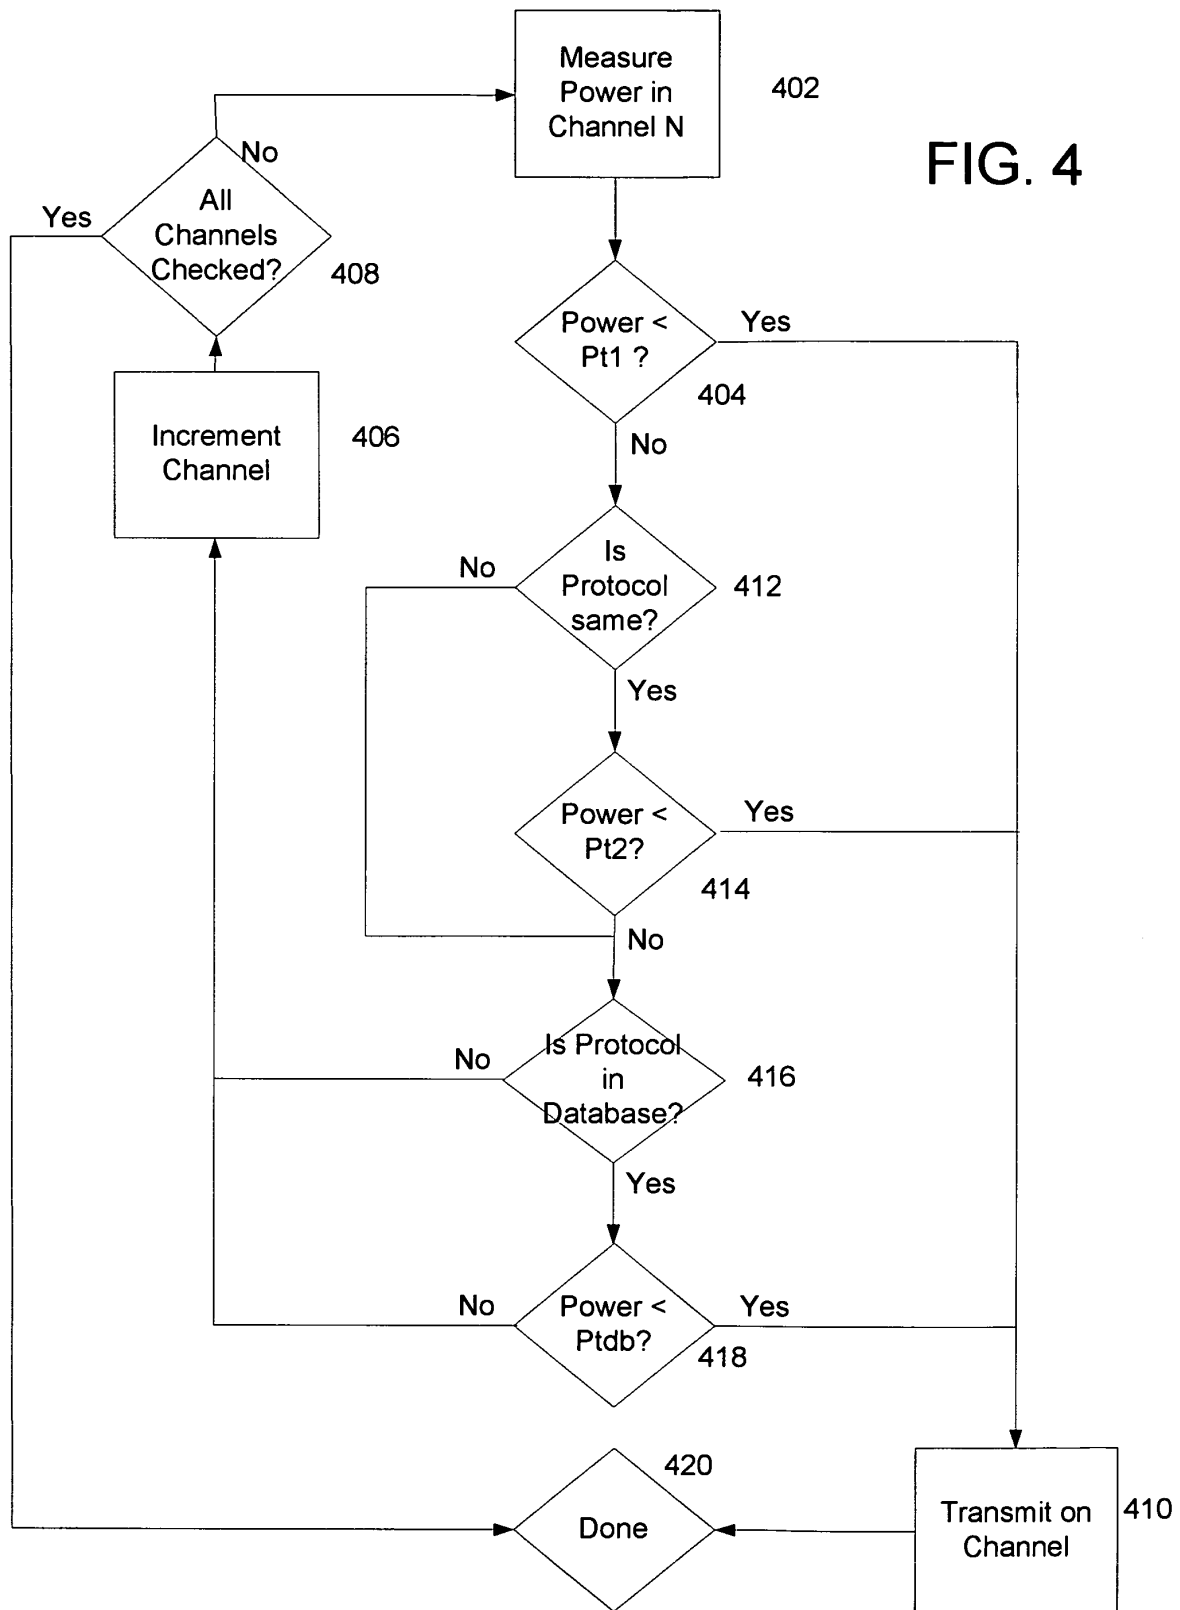 Measure
Power in
Channel N
402
FIG. 4
No
All
Channels
Checked?
Yes
408
Power <
Pt1 ?
Yes
404
No
Increment
Channel
406
Is
Protocol
same?
No
412
Yes
Power <
Pt2?
Yes
414
No
Is Protocol
in
Database?
No
416
Yes
Power <
Ptdb?
No
Yes
418
420
Done
Transmit on
Channel
410